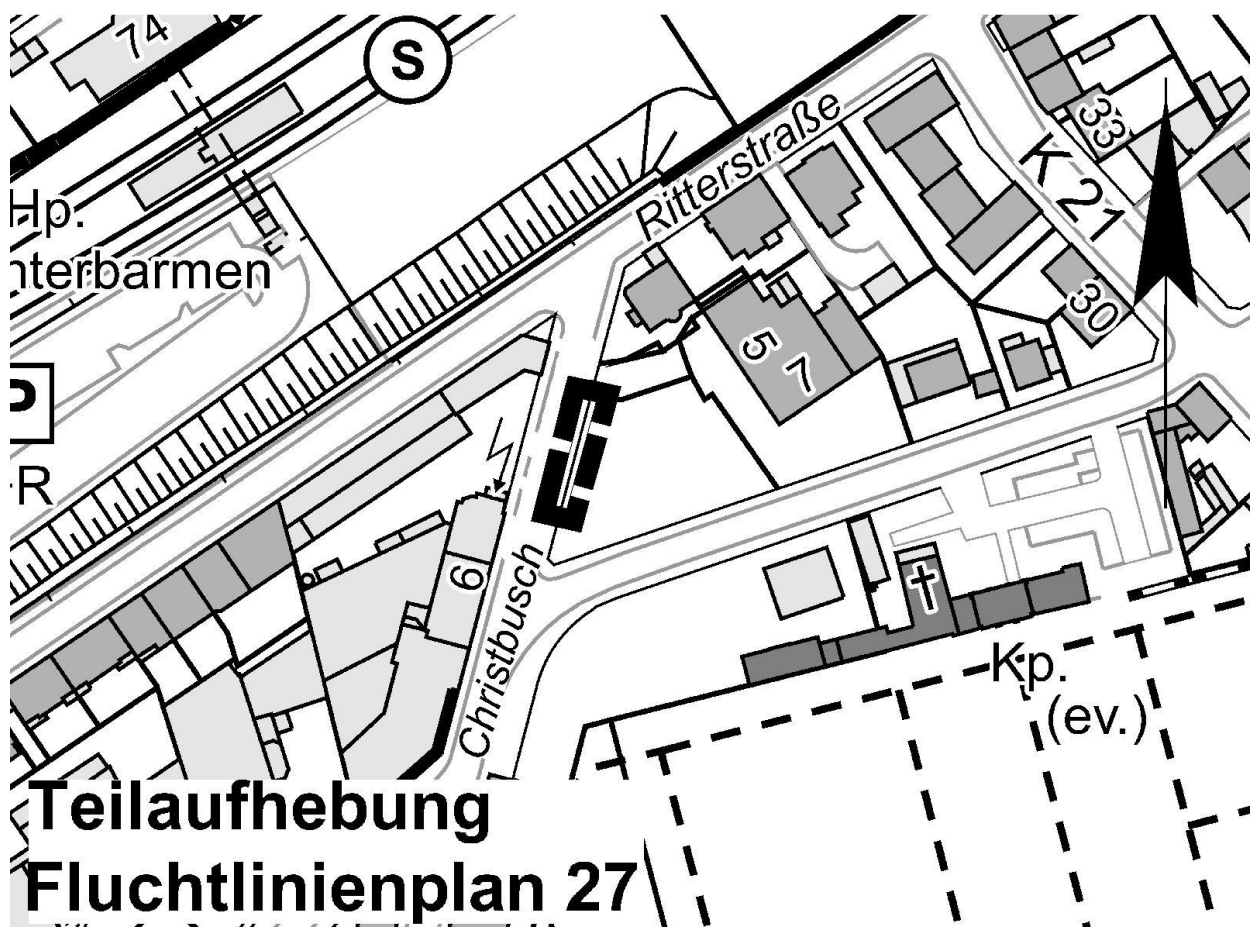 74
S
33
Ritterstraße
K 21
Hp.
nterbarmen
30
5
7
P
R
6
Christbusch
Kp.
(ev.)
Teilaufhebung
Fluchtlinienplan 27